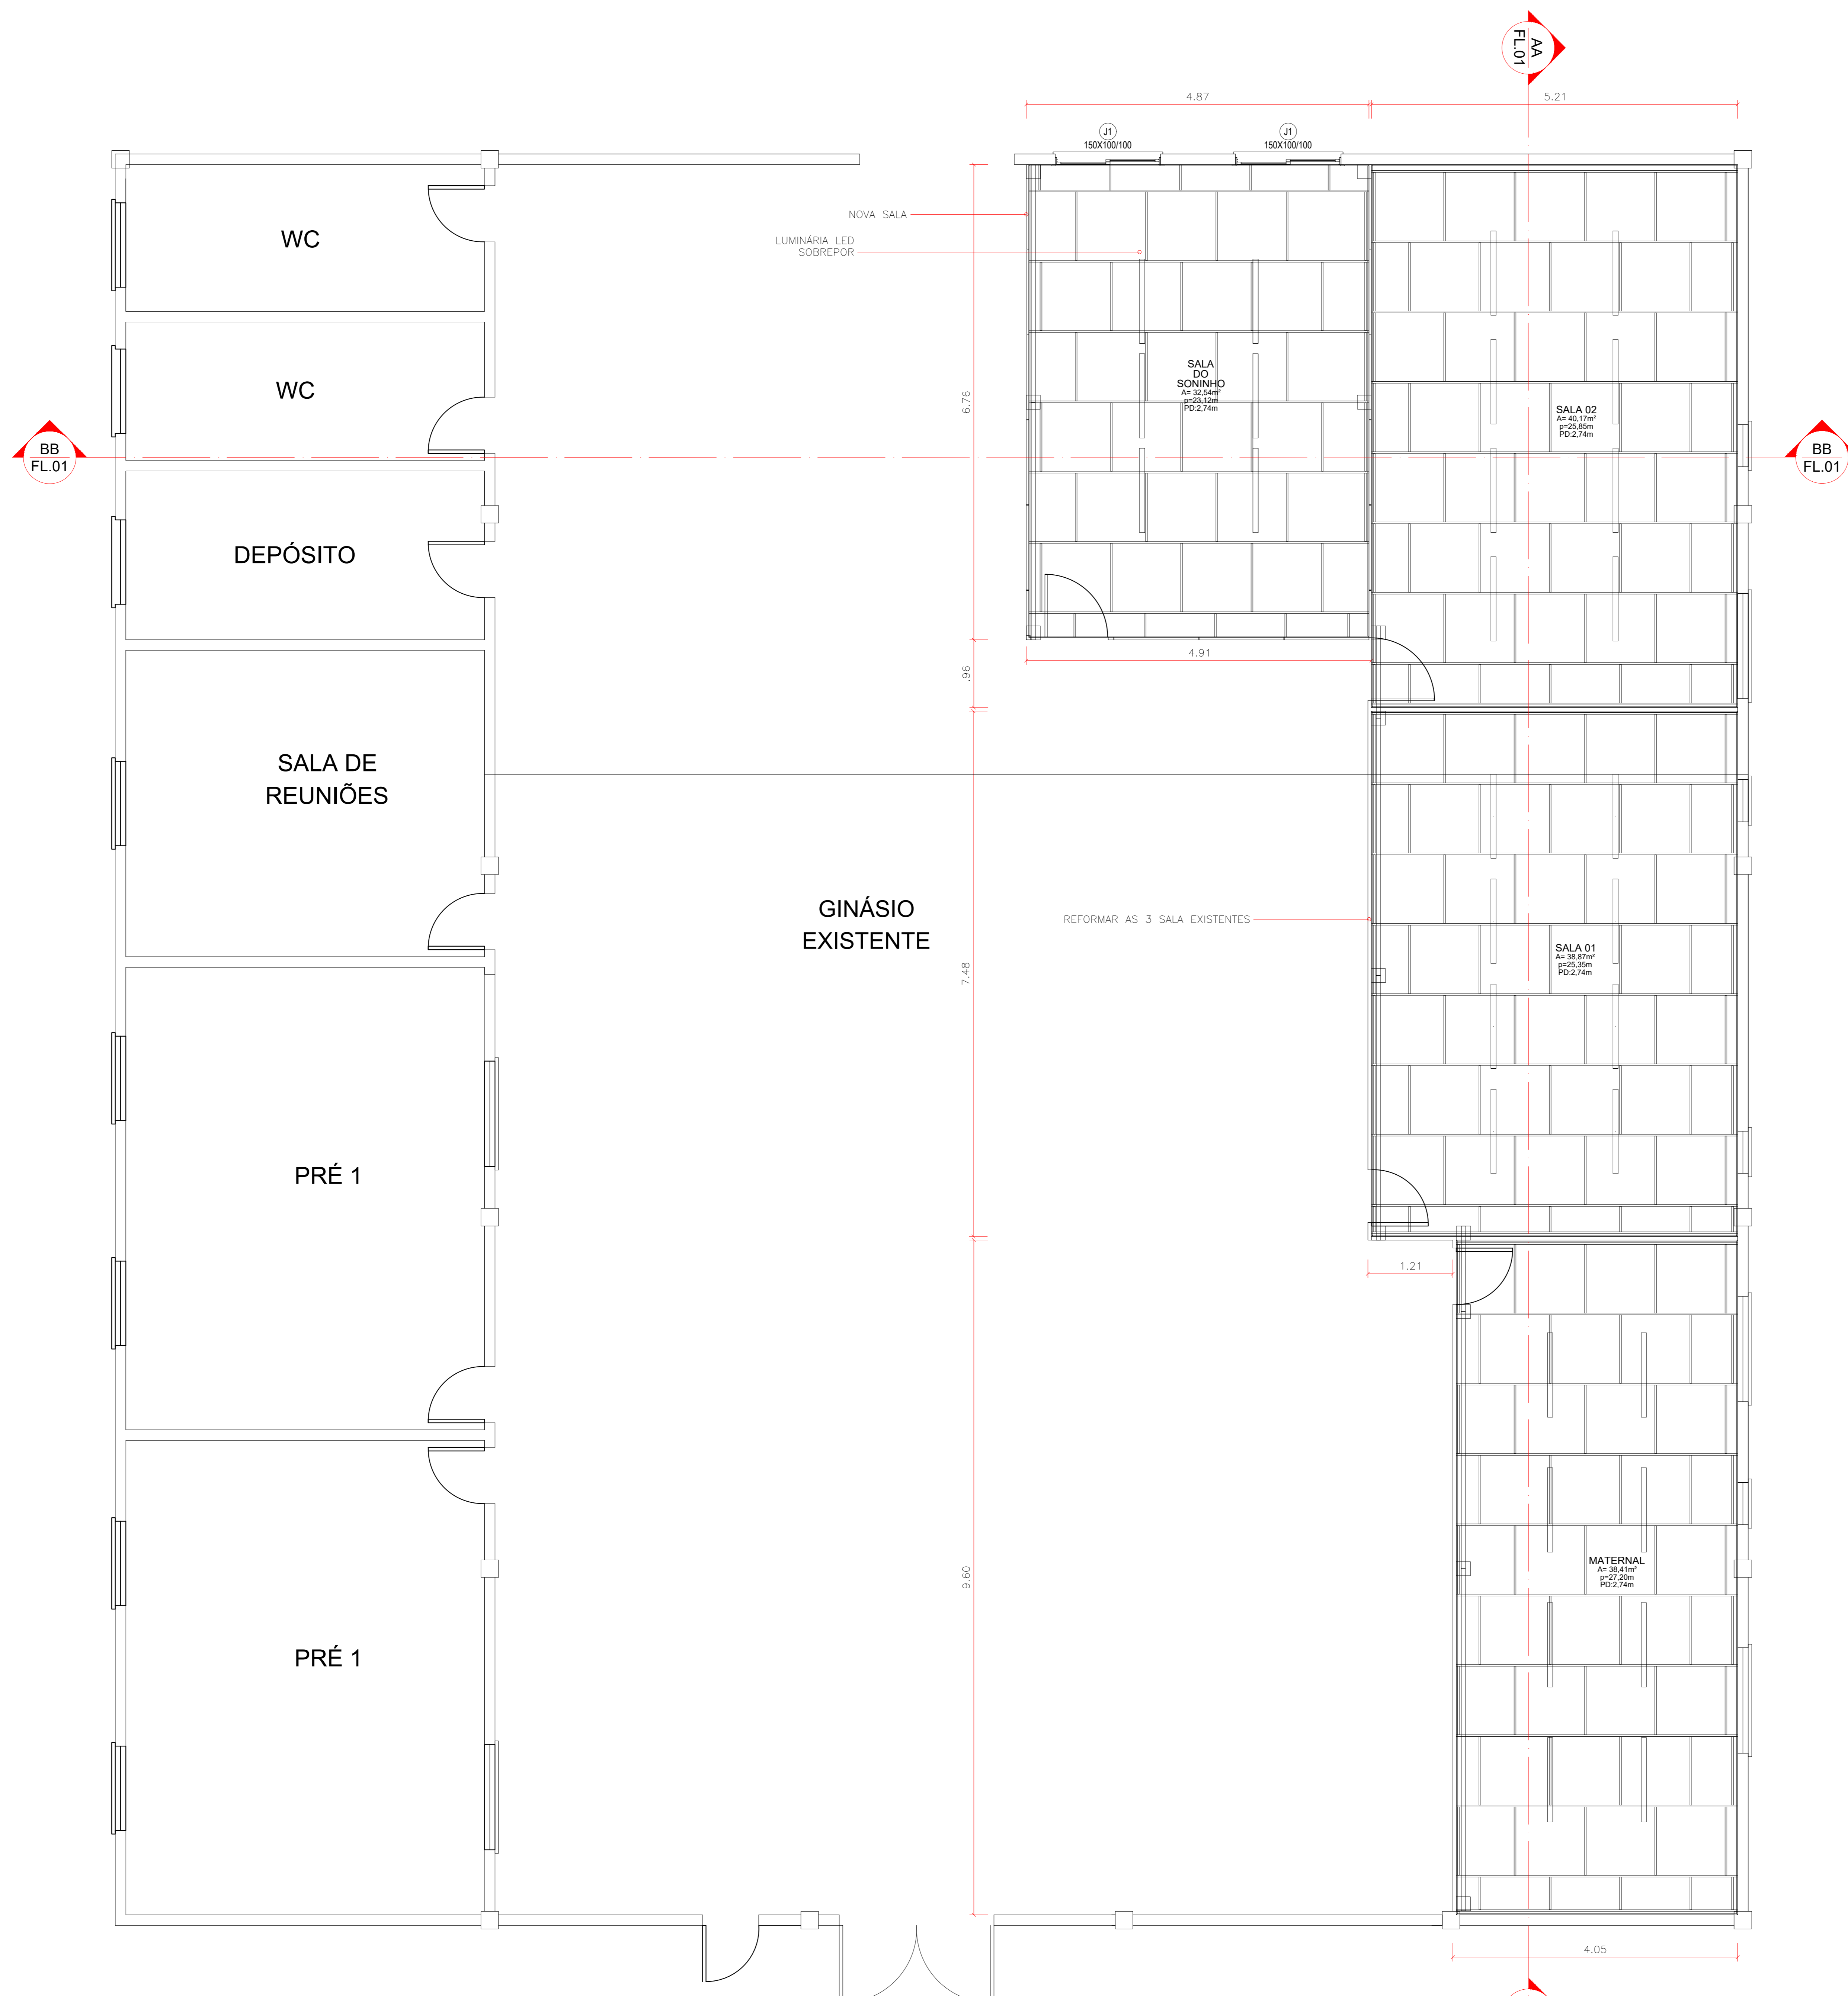 AA
FL.01
4.87
5.21
J1
150X100/100
J1
150X100/100
NOVA SALA
LUMINÁRIA LED
SOBREPOR
WC
WC
SALA
DO
SONINHO
A= 32,54m²
p=23,12m
PD:2,74m
6.76
SALA 02
A= 40,17m²
p=25,85m
PD:2,74m
BB
FL.01
BB
FL.01
DEPÓSITO
4.91
.96
SALA DE
REUNIÕES
GINÁSIO
EXISTENTE
REFORMAR AS 3 SALA EXISTENTES
SALA 01
A= 38,87m²
p=25,35m
PD:2,74m
7.48
PRÉ 1
1.21
MATERNAL
A= 38,41m²
p=27,20m
PD:2,74m
9.60
PRÉ 1
4.05